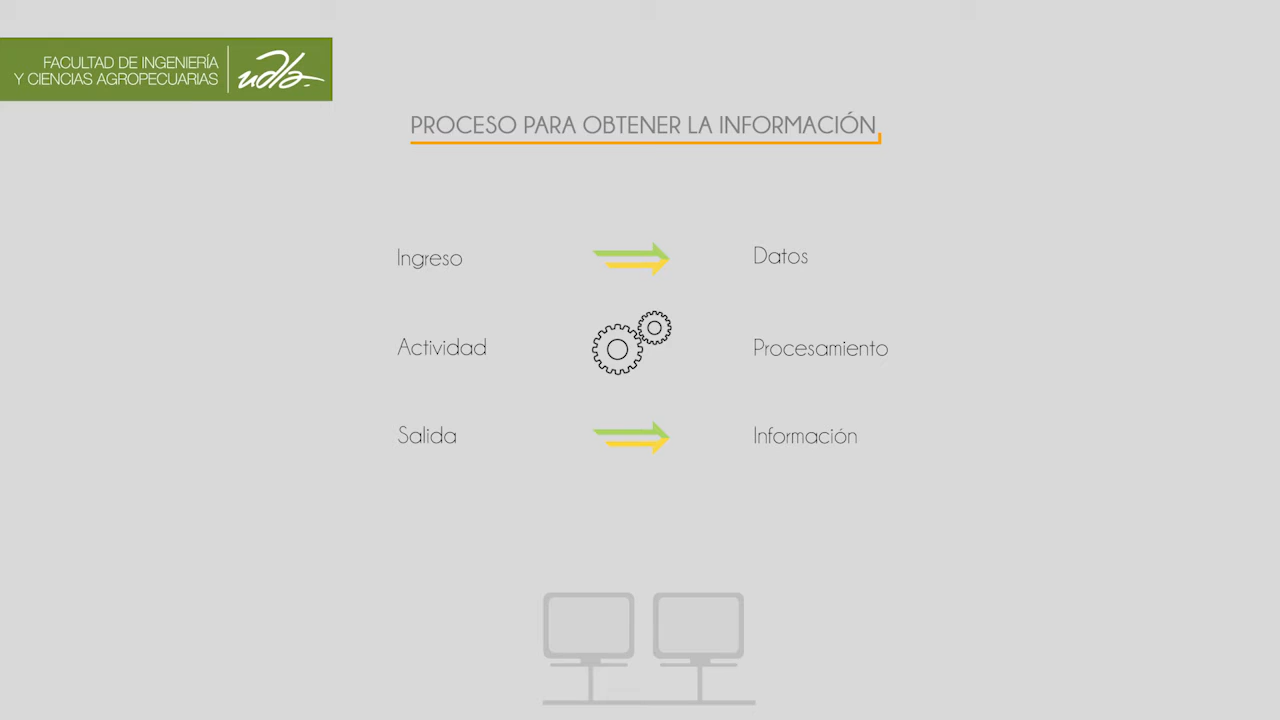 FACULTAD DE INGENIERÍA
Y CIENCIAS AGROPECUARIAS
udla
PROCESO PARA OBTENER LA INFORMACIÓN
Ingreso Datos
Actividad Procesamiento
Salida Información